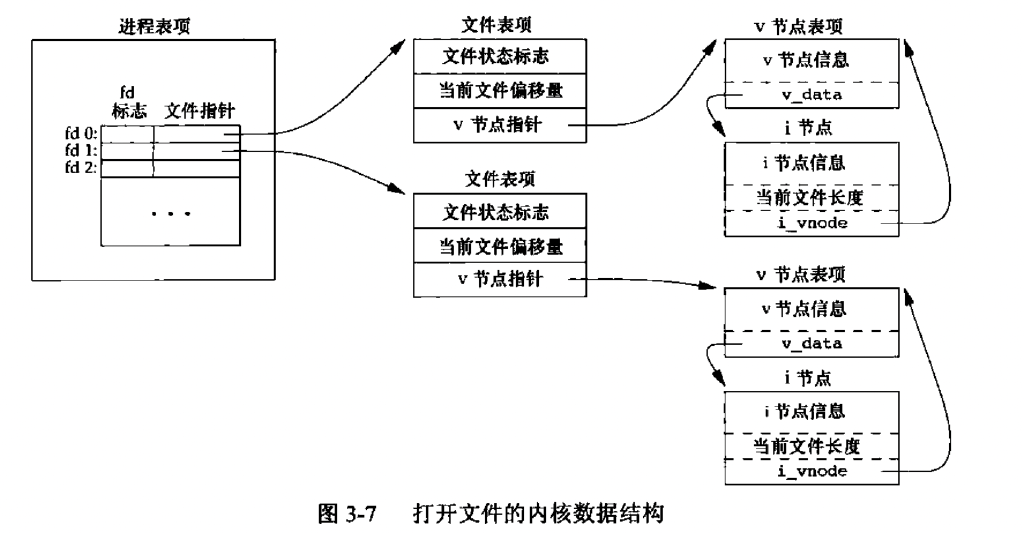 进程表项
fd
标志 文件指针
fd 0:
fd 1:
fd 2:
. . .
文件表项
文件状态标志
当前文件偏移量
v 节点指针
文件表项
文件状态标志
当前文件偏移量
v 节点指针
v 节点表项
v 节点信息
v_data
i 节点
i 节点信息
当前文件长度
i_vnode
v 节点表项
v 节点信息
v_data
i 节点
i 节点信息
当前文件长度
i_vnode
图 3-7 打开文件的内核数据结构